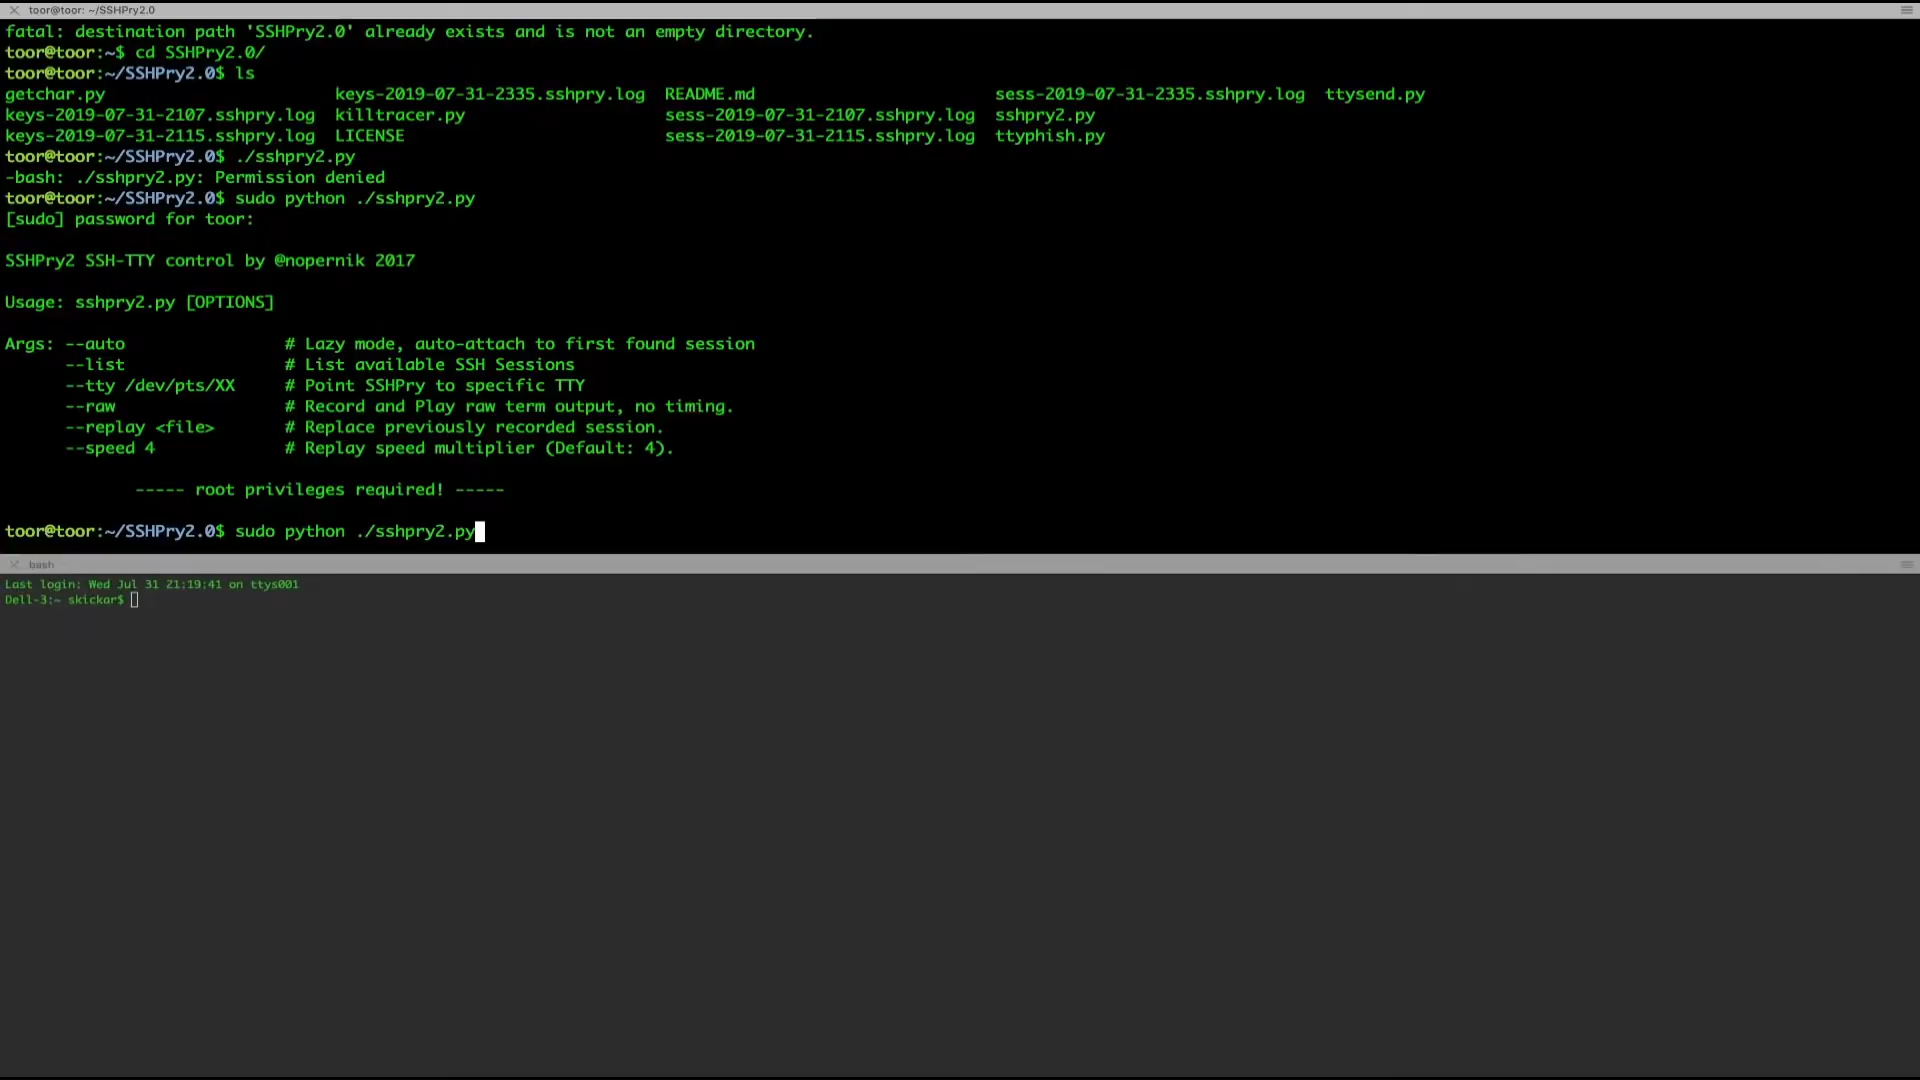 toor@toor: ~/SSHPry2.0
fatal: destination path 'SSHPry2.0' already exists and is not an empty directory.
toor@toor:~$ cd SSHPry2.0/
toor@toor:~/SSHPry2.0$ ls
getchar.py keys-2019-07-31-2335.sshpry.log README.md sess-2019-07-31-2335.sshpry.log ttysend.py
keys-2019-07-31-2107.sshpry.log killtracer.py sess-2019-07-31-2107.sshpry.log sshpry2.py
keys-2019-07-31-2115.sshpry.log LICENSE sess-2019-07-31-2115.sshpry.log ttyphish.py
toor@toor:~/SSHPry2.0$ ./sshpry2.py
-bash: ./sshpry2.py: Permission denied
toor@toor:~/SSHPry2.0$ sudo python ./sshpry2.py
[sudo] password for toor:
SSHPry2 SSH-TTY control by @nopernik 2017
Usage: sshpry2.py [OPTIONS]
Args: --auto # Lazy mode, auto-attach to first found session
--list # List available SSH Sessions
--tty /dev/pts/XX # Point SSHPry to specific TTY
--raw # Record and Play raw term output, no timing.
--replay <file> # Replace previously recorded session.
--speed 4 # Replay speed multiplier (Default: 4).
----- root privileges required! -----
toor@toor:~/SSHPry2.0$ sudo python ./sshpry2.py
bash
Last login: Wed Jul 31 21:19:41 on ttys001
Dell-3:~ skickar$